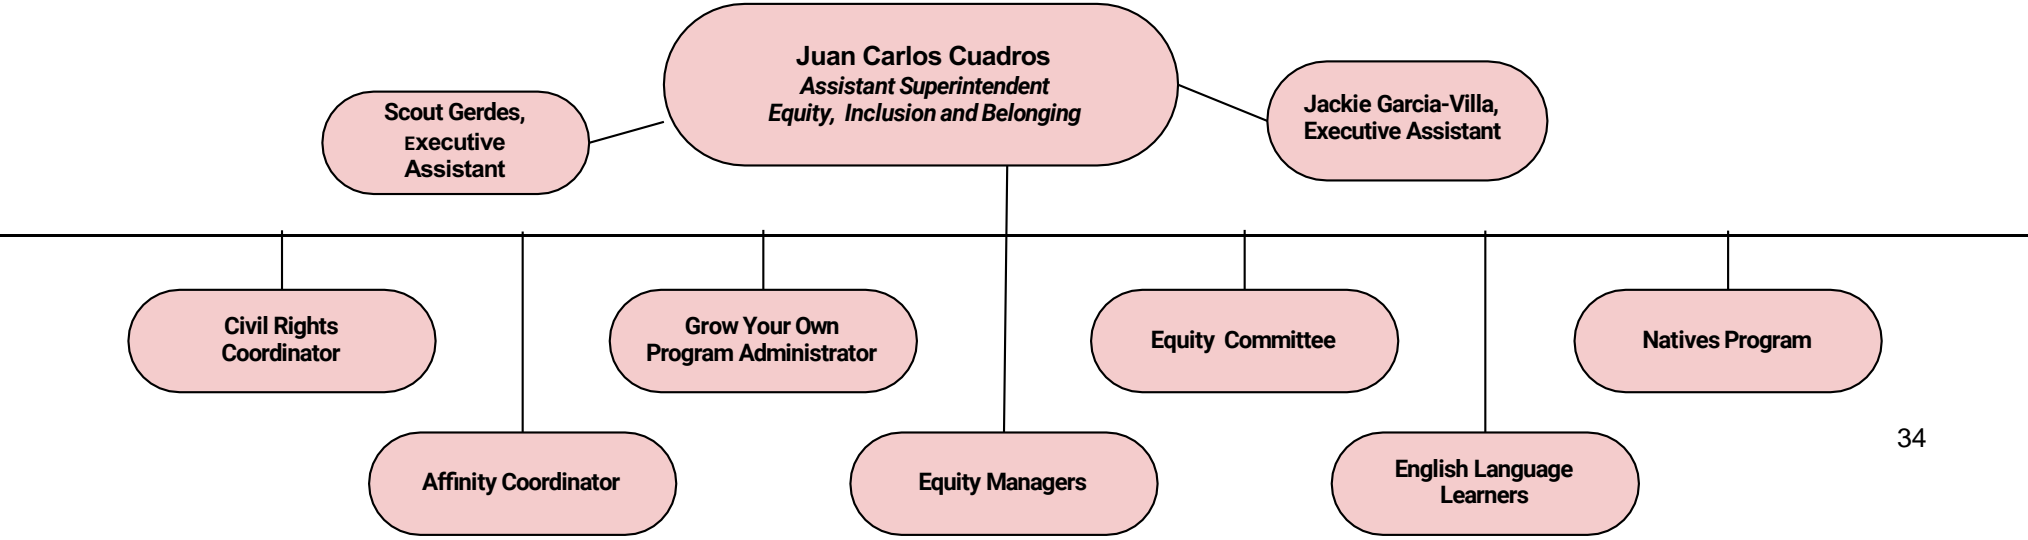 Juan Carlos Cuadros
Assistant Superintendent
Equity, Inclusion and Belonging
Scout Gerdes,
Executive
Assistant
Jackie Garcia-Villa,
Executive Assistant
Civil Rights
Coordinator
Grow Your Own
Program Administrator
Equity Committee
Natives Program
Affinity Coordinator
Equity Managers
English Language
Learners
34